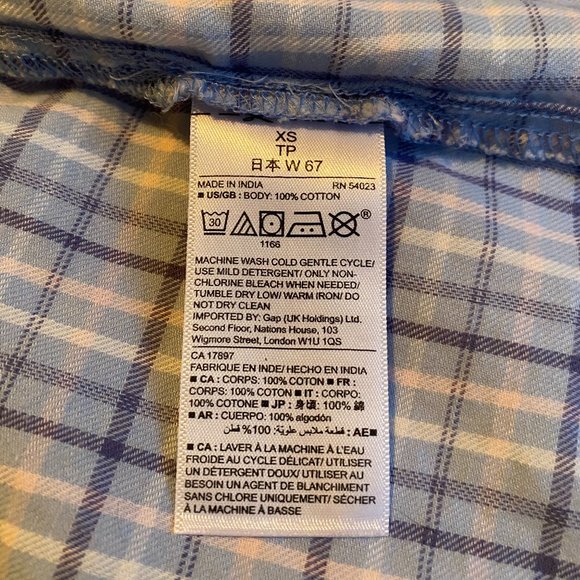 XS
TP
日本 W 67
MADE IN INDIA RN 54023
■ US/GB : BODY: 100% COTTON
30
®
1166
MACHINE WASH COLD GENTLE CYCLE/
USE MILD DETERGENT/ ONLY NON-
CHLORINE BLEACH WHEN NEEDED/
TUMBLE DRY LOW/ WARM IRON/ DO
NOT DRY CLEAN
IMPORTED BY: Gap (UK Holdings) Ltd.
Second Floor, Nations House, 103
Wigmore Street, London W1U 1QS
CA 17897
FABRIQUE EN INDE/ HECHO EN INDIA
■ CA : CORPS: 100% COTON ■ FR :
CORPS: 100% COTON ■ IT : CORPO:
100% COTONE ■ JP : 身頃: 100% 綿
■ AR : CUERPO: 100% algodón
■ AE: قطعة ملابس علوية: 100% قطن
■ CA : LAVER À LA MACHINE À L'EAU
FROIDE AU CYCLE DÉLICAT/ UTILISER
UN DÉTERGENT DOUX/ UTILISER AU
BESOIN UN AGENT DE BLANCHIMENT
SANS CHLORE UNIQUEMENT/ SÉCHER
À LA MACHINE À BASSE